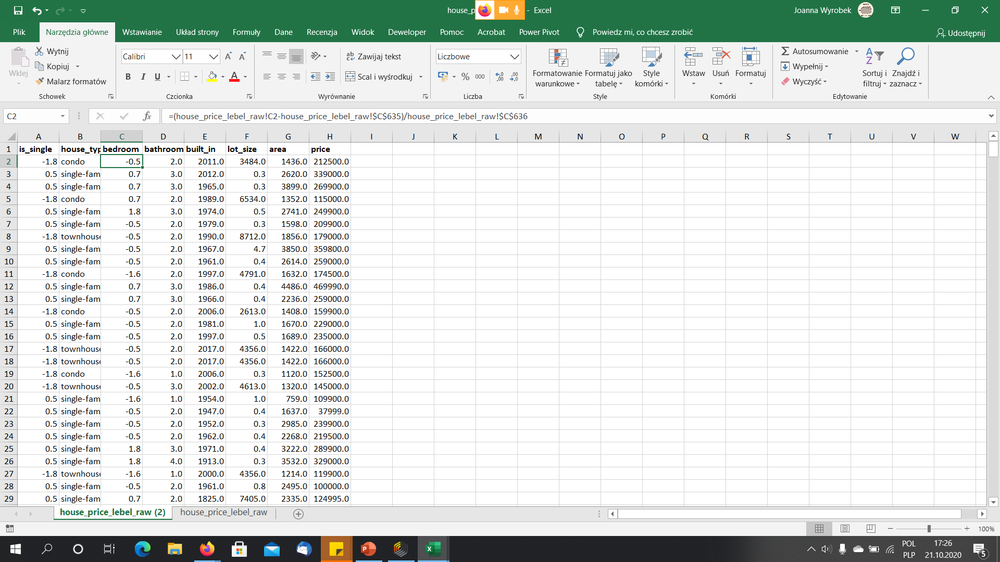 house_p - Excel
Joanna Wyrobek
Plik Narzędzia główne Wstawianie Układ strony Formuły Dane Recenzja Widok Deweloper Pomoc Acrobat Power Pivot Powiedz mi, co chcesz zrobić Udostępnij
Wklej
Wytnij
Kopiuj
Malarz formatów
Schowek
Calibri 11
B I U A
Czcionka
Zawijaj tekst
Scal i wyśrodkuj
Wyrównanie
Liczbowe
% 000
Liczba
Formatowanie warunkowe
Formatuj jako tabelę
Style komórki
Style
Wstaw
Usuń
Formatuj
Komórki
Autosumowanie
Wypełnij
Wyczyść
Sortuj i filtruj
Znajdź i zaznacz
Edytowanie
C2 fx =(house_price_lebel_raw!C2-house_price_lebel_raw!$C$635)/house_price_lebel_raw!$C$636
A B C D E F G H I J K L M N O P Q R S T U V W
1 is_single house_typ bedroom bathroom built_in lot_size area price
2 -1.8 condo -0.5 2.0 2011.0 3484.0 1436.0 212500.0
3 0.5 single-fam 0.7 3.0 2012.0 0.3 2620.0 339000.0
4 0.5 single-fam 0.7 3.0 1965.0 0.3 3899.0 269900.0
5 -1.8 condo 0.7 2.0 1989.0 6534.0 1352.0 115000.0
6 0.5 single-fam 1.8 3.0 1974.0 0.5 2741.0 249900.0
7 0.5 single-fam -0.5 2.0 1979.0 0.3 1598.0 209900.0
8 -1.8 townhouse -0.5 2.0 1990.0 8712.0 1856.0 179000.0
9 0.5 single-fam -0.5 2.0 1967.0 4.7 3850.0 359800.0
10 0.5 single-fam -0.5 2.0 1961.0 0.4 2614.0 259000.0
11 -1.8 condo -1.6 2.0 1997.0 4791.0 1632.0 174500.0
12 0.5 single-fam 0.7 3.0 1986.0 0.4 4486.0 469990.0
13 0.5 single-fam 0.7 3.0 1966.0 0.4 2236.0 259000.0
14 -1.8 condo -0.5 2.0 2006.0 2613.0 1408.0 159900.0
15 0.5 single-fam -0.5 2.0 1981.0 1.0 1670.0 229000.0
16 0.5 single-fam -0.5 2.0 1997.0 0.5 1689.0 235000.0
17 -1.8 townhouse -0.5 2.0 2017.0 4356.0 1422.0 166000.0
18 -1.8 townhouse -0.5 2.0 2017.0 4356.0 1422.0 166000.0
19 -1.8 condo -1.6 1.0 2006.0 0.3 1120.0 152500.0
20 -1.8 townhouse -0.5 3.0 2002.0 4613.0 1320.0 145000.0
21 0.5 single-fam -1.6 1.0 1954.0 1.0 759.0 109900.0
22 0.5 single-fam -0.5 2.0 1947.0 0.4 1637.0 37999.0
23 0.5 single-fam -0.5 2.0 1952.0 0.3 2985.0 239900.0
24 0.5 single-fam -0.5 2.0 1962.0 0.4 2268.0 219500.0
25 0.5 single-fam 1.8 3.0 1971.0 0.4 3222.0 289900.0
26 0.5 single-fam 1.8 4.0 1913.0 0.3 3532.0 329000.0
27 -1.8 townhouse -1.6 1.0 2000.0 4356.0 1214.0 119900.0
28 0.5 single-fam -0.5 2.0 1961.0 0.8 2495.0 100000.0
29 0.5 single-fam 0.7 2.0 1825.0 7405.0 2335.0 124995.0
house_price_lebel_raw (2) house_price_lebel_raw
100%
POL
PLP
17:26
21.10.2020
5